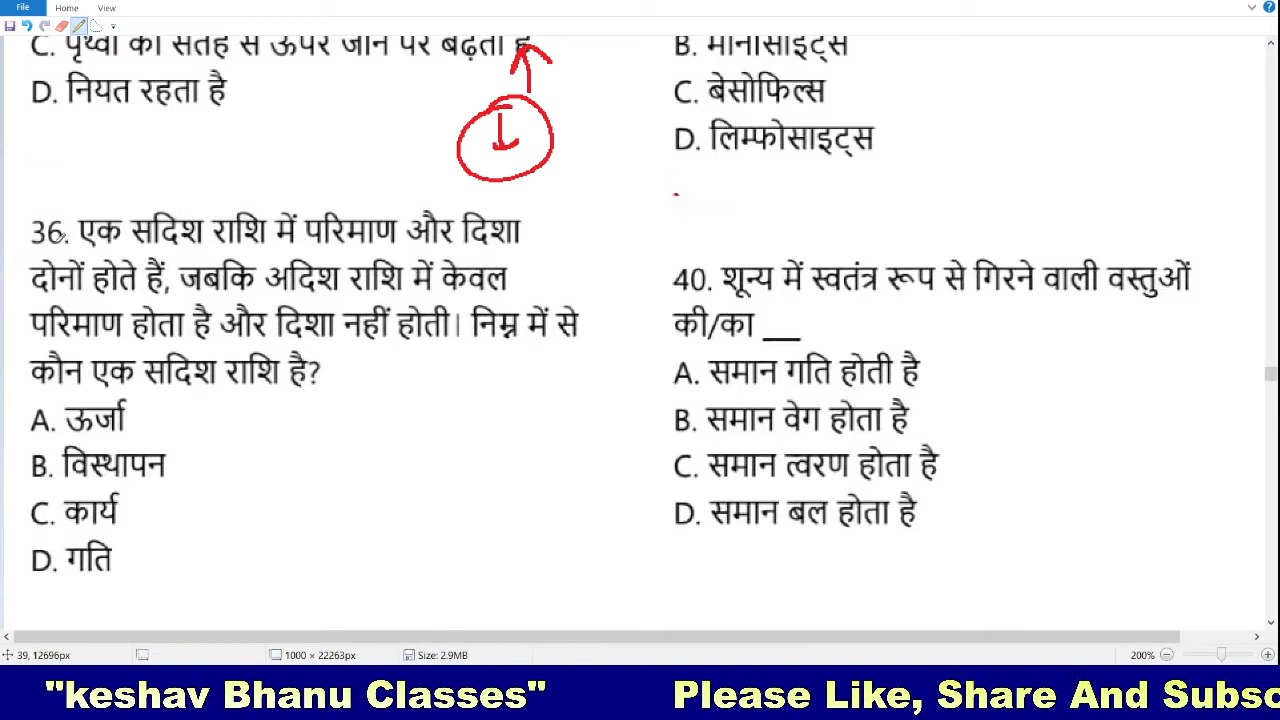 File Home View
C. पृथ्वी की सतह से ऊपर जाने पर बढ़ता है
D. नियत रहता है
36. एक सदिश राशि में परिमाण और दिशा
दोनों होते हैं, जबकि अदिश राशि में केवल
परिमाण होता है और दिशा नहीं होती। निम्न में से
कौन एक सदिश राशि है?
A. ऊर्जा
B. विस्थापन
C. कार्य
D. गति
B. मोनोसाइट्स
C. बेसोफिल्स
D. लिम्फोसाइट्स
40. शून्य में स्वतंत्र रूप से गिरने वाली वस्तुओं
की/का ___
A. समान गति होती है
B. समान वेग होता है
C. समान त्वरण होता है
D. समान बल होता है
39, 12696px 1000 × 22263px Size: 2.9MB 200%
"keshav Bhanu Classes" Please Like, Share And Subsc